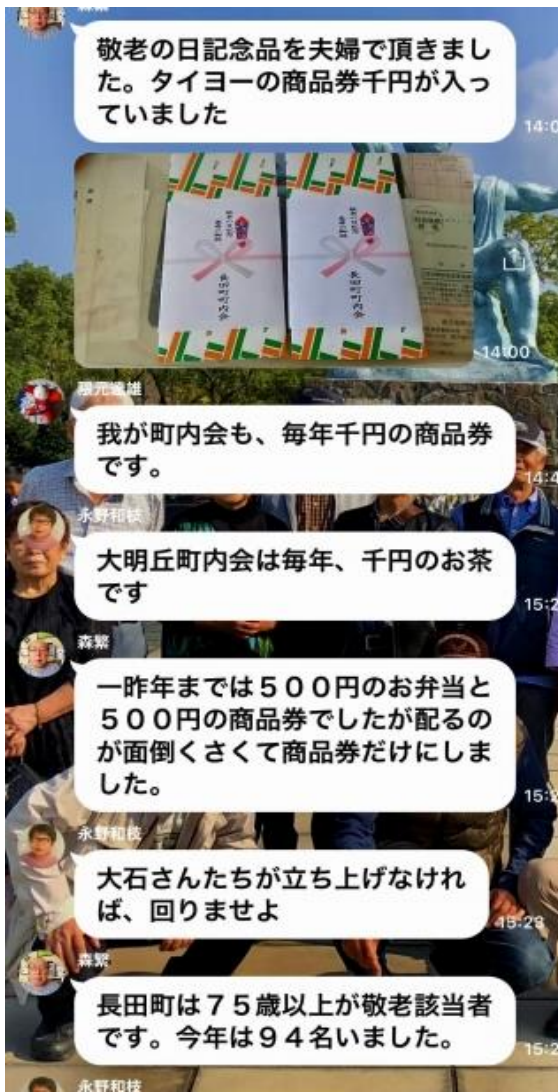 森繁
敬老の日記念品を夫婦で頂きまし
た。タイヨーの商品券千円が入っ
ていました
長田町町内会
長田町町内会
14:00
隈元達雄
我が町内会も、毎年千円の商品券
です。
永野和枝
大明丘町内会は毎年、千円のお茶
です
森繁
一昨年までは５００円のお弁当と
５００円の商品券でしたが配るの
が面倒くさくて商品券だけにしま
した。
永野和枝
大石さんたちが立ち上げなけれ
ば、回りませよ
15:28
森繁
長田町は７５歳以上が敬老該当者
です。今年は９４名いました。
永野和枝